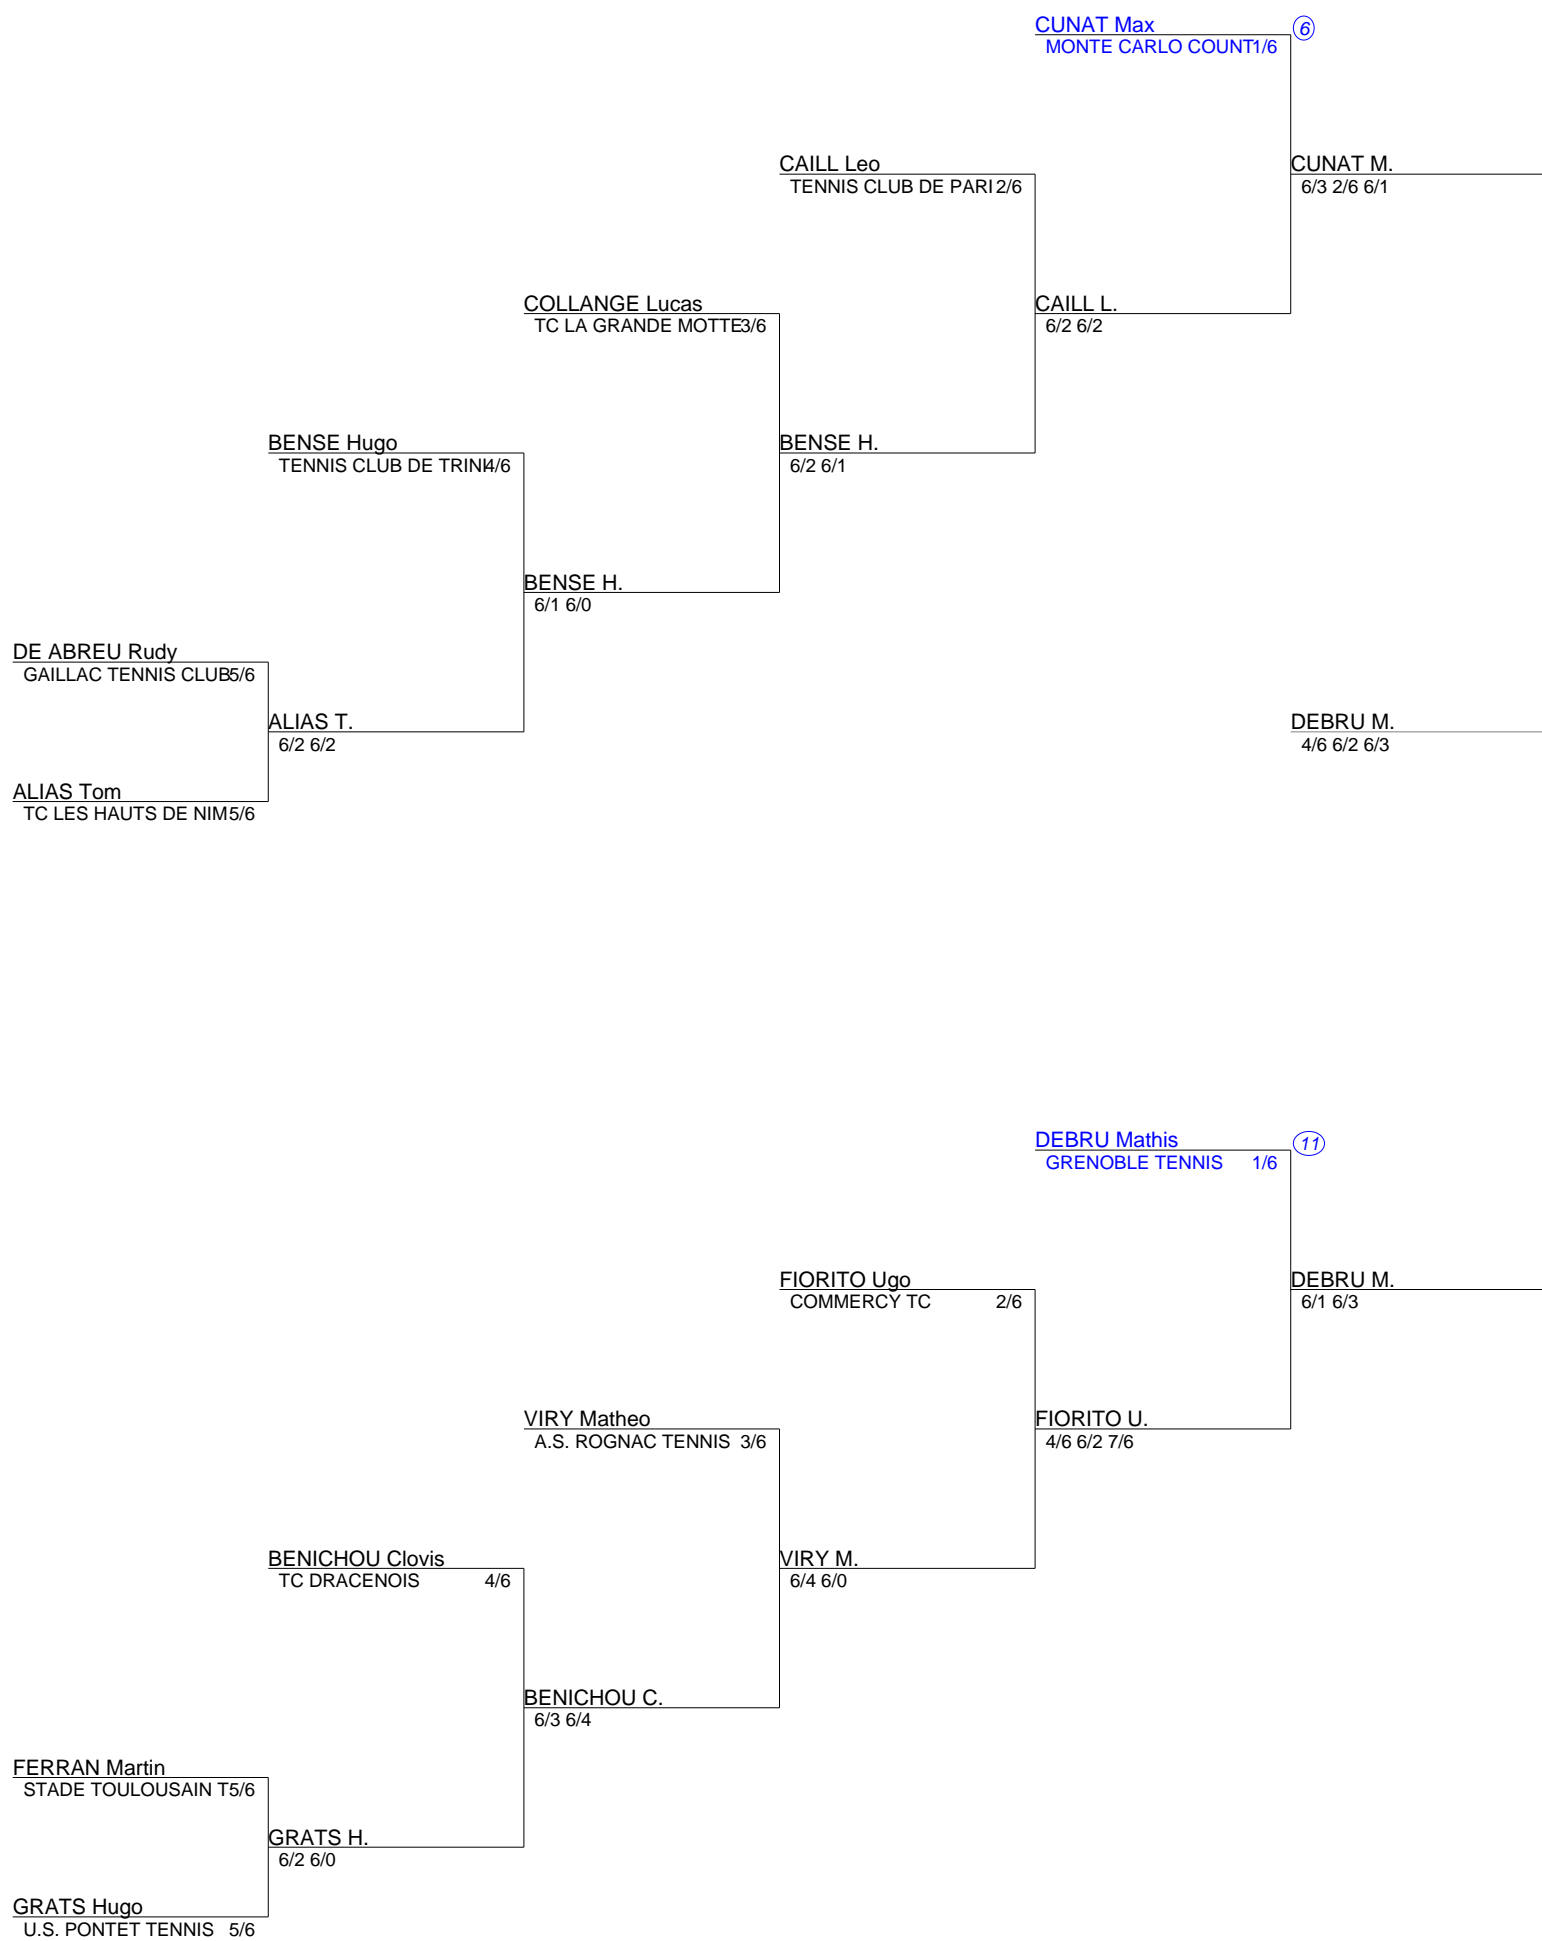 CUNAT Max
6
MONTE CARLO COUNT1/6
CAILL Leo
CUNAT M.
TENNIS CLUB DE PARI 2/6
6/3 2/6 6/1
COLLANGE Lucas
CAILL L.
TC LA GRANDE MOTTE3/6
6/2 6/2
BENSE Hugo
BENSE H.
TENNIS CLUB DE TRINI4/6
6/2 6/1
BENSE H.
6/1 6/0
DE ABREU Rudy
GAILLAC TENNIS CLUB5/6
ALIAS T.
DEBRU M.
6/2 6/2
4/6 6/2 6/3
ALIAS Tom
TC LES HAUTS DE NIM5/6
DEBRU Mathis
11
GRENOBLE TENNIS 1/6
FIORITO Ugo
DEBRU M.
COMMERCY TC 2/6
6/1 6/3
VIRY Matheo
FIORITO U.
A.S. ROGNAC TENNIS 3/6
4/6 6/2 7/6
BENICHOU Clovis
VIRY M.
TC DRACENOIS 4/6
6/4 6/0
BENICHOU C.
6/3 6/4
FERRAN Martin
STADE TOULOUSAIN T5/6
GRATS H.
6/2 6/0
GRATS Hugo
U.S. PONTET TENNIS 5/6